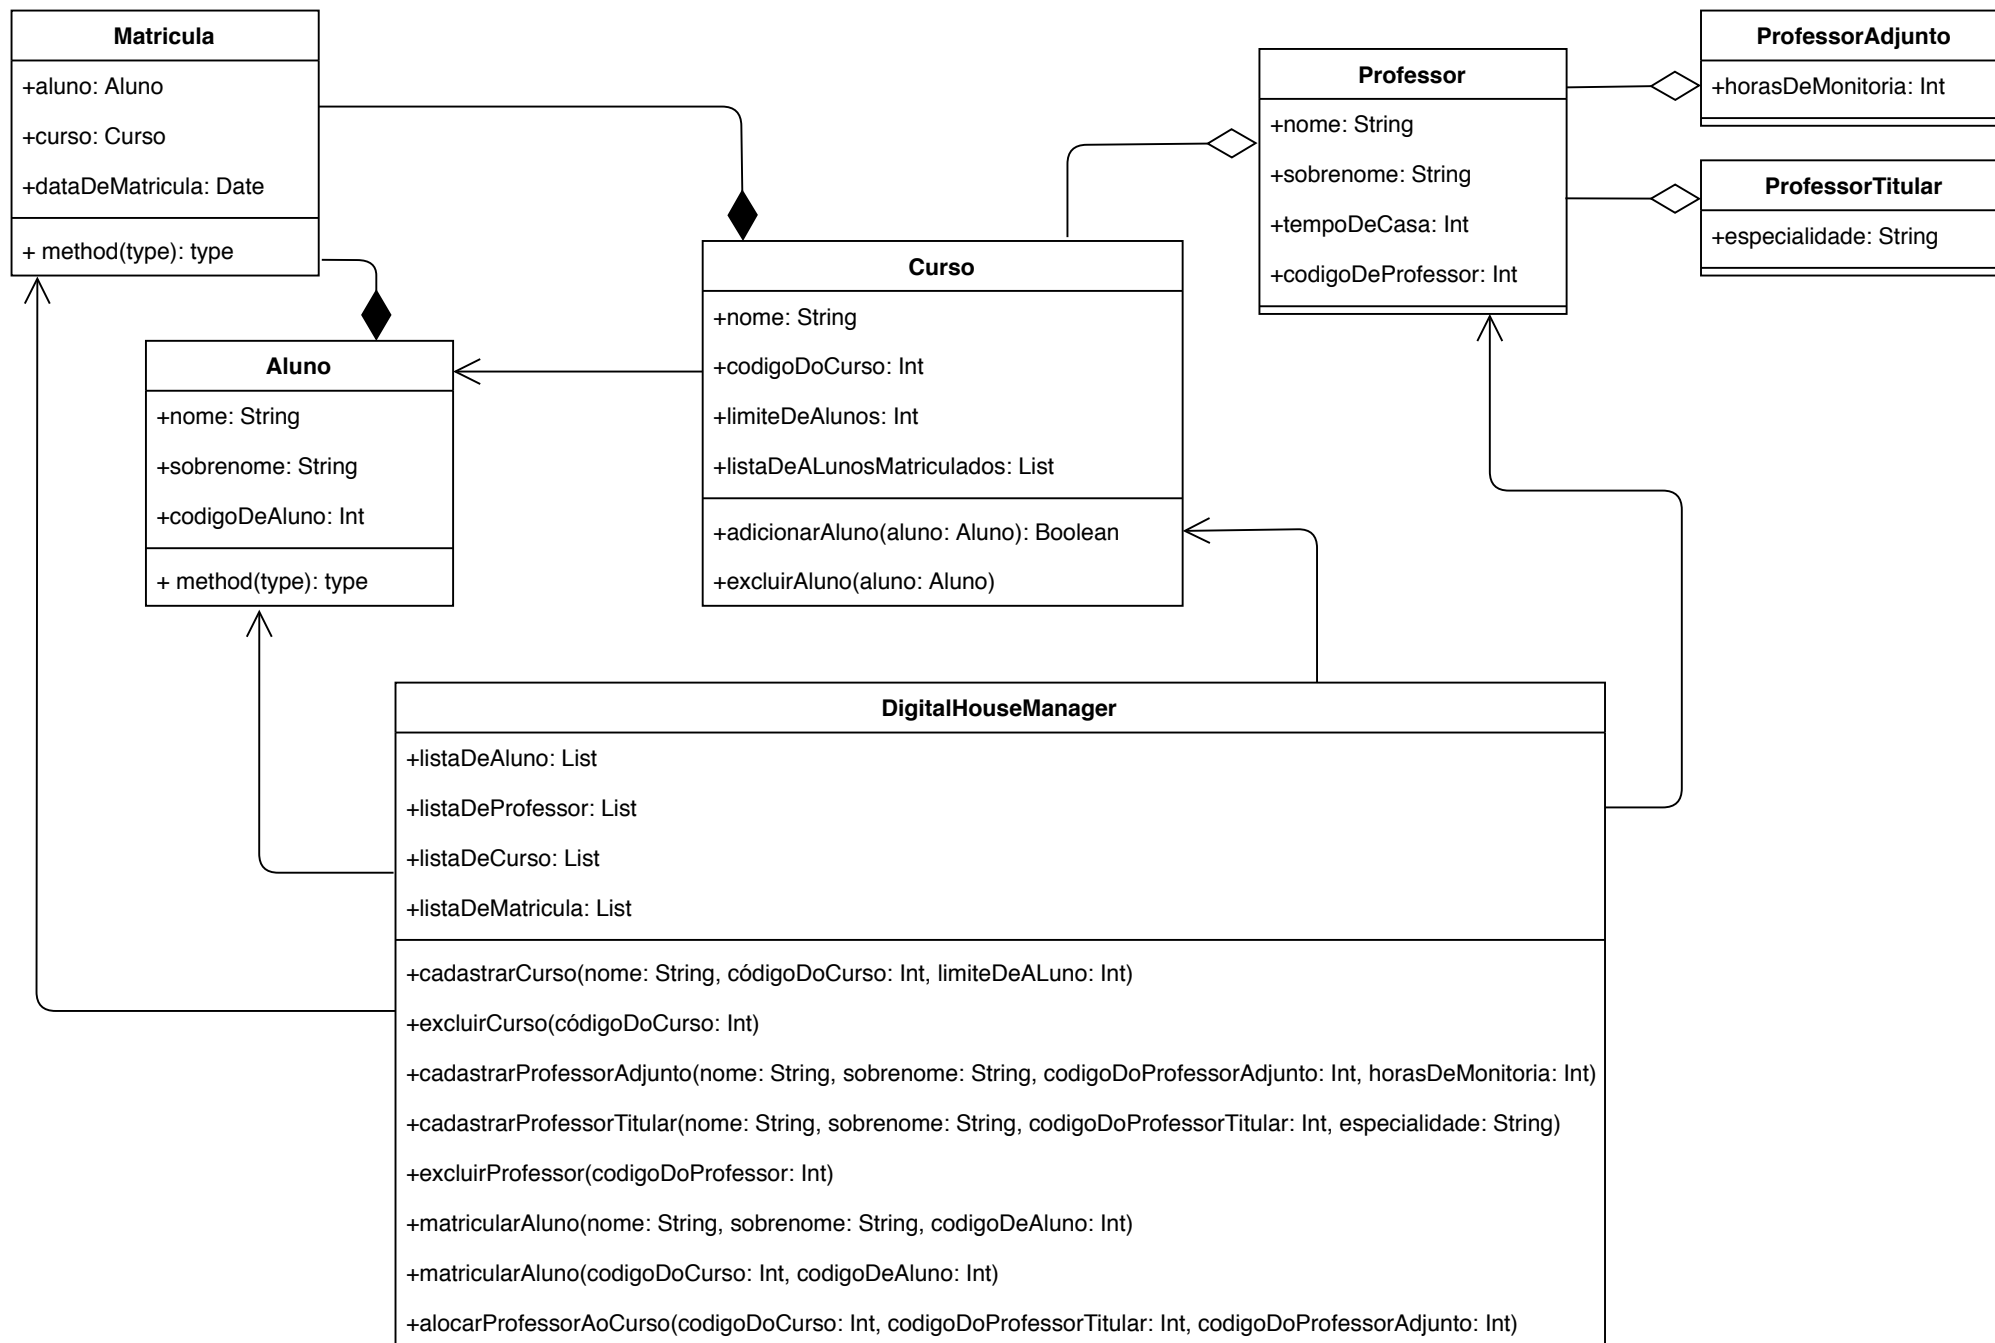 Matricula
+aluno: Aluno
+curso: Curso
+dataDeMatricula: Date
+ method(type): type
Aluno
+nome: String
+sobrenome: String
+codigoDeAluno: Int
+ method(type): type
Curso
+nome: String
+codigoDoCurso: Int
+limiteDeAlunos: Int
+listaDeALunosMatriculados: List
+adicionarAluno(aluno: Aluno): Boolean
+excluirAluno(aluno: Aluno)
Professor
+nome: String
+sobrenome: String
+tempoDeCasa: Int
+codigoDeProfessor: Int
ProfessorAdjunto
+horasDeMonitoria: Int
ProfessorTitular
+especialidade: String
DigitalHouseManager
+listaDeAluno: List
+listaDeProfessor: List
+listaDeCurso: List
+listaDeMatricula: List
+cadastrarCurso(nome: String, códigoDoCurso: Int, limiteDeALuno: Int)
+excluirCurso(códigoDoCurso: Int)
+cadastrarProfessorAdjunto(nome: String, sobrenome: String, codigoDoProfessorAdjunto: Int, horasDeMonitoria: Int)
+cadastrarProfessorTitular(nome: String, sobrenome: String, codigoDoProfessorTitular: Int, especialidade: String)
+excluirProfessor(codigoDoProfessor: Int)
+matricularAluno(nome: String, sobrenome: String, codigoDeAluno: Int)
+matricularAluno(codigoDoCurso: Int, codigoDeAluno: Int)
+alocarProfessorAoCurso(codigoDoCurso: Int, codigoDoProfessorTitular: Int, codigoDoProfessorAdjunto: Int)